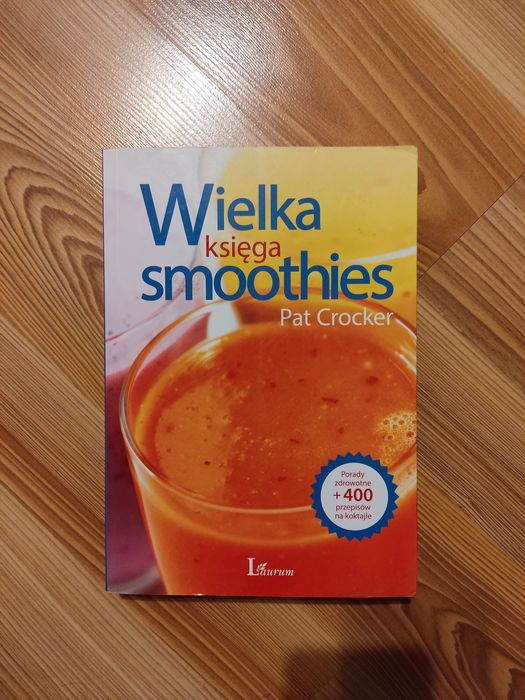 Wielka
księga
smoothies
Pat Crocker
Porady
zdrowotne
+ 400
przepisów
na koktajle
Laurum